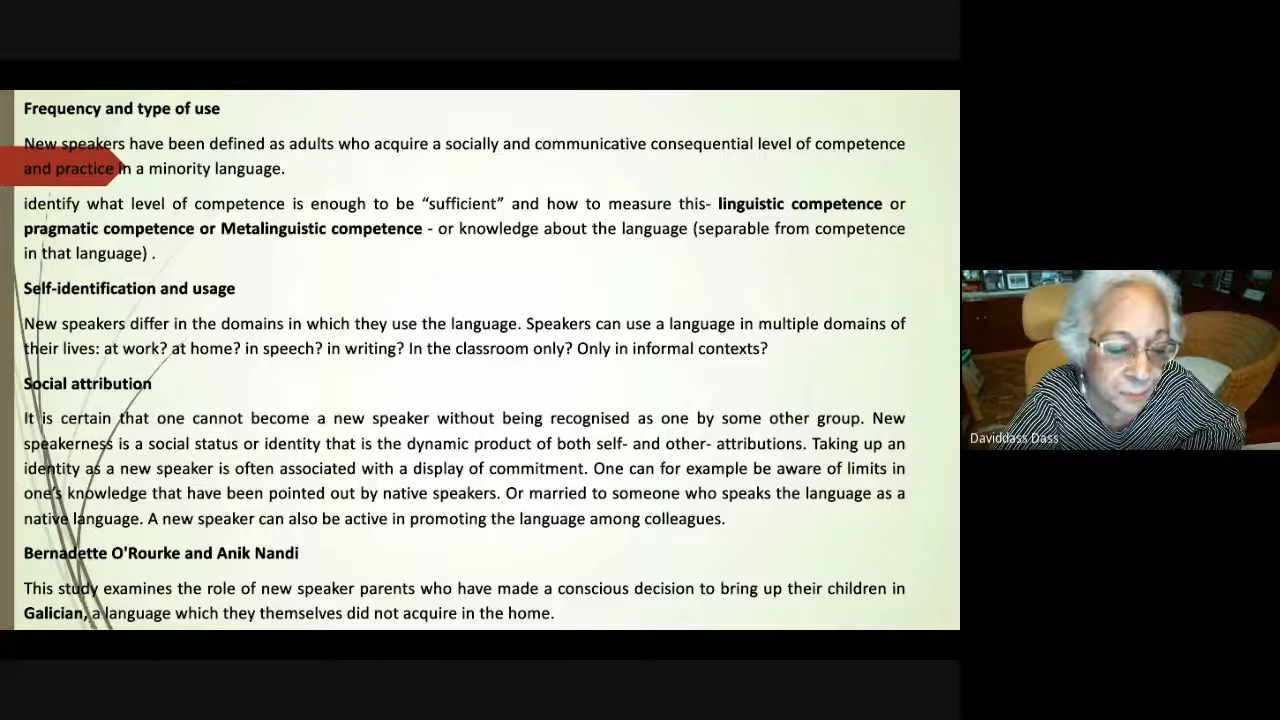 Frequency and type of use
New speakers have been defined as adults who acquire a socially and communicative consequential level of competence
and practice in a minority language.
identify what level of competence is enough to be “sufficient” and how to measure this- linguistic competence or
pragmatic competence or Metalinguistic competence - or knowledge about the language (separable from competence
in that language) .
Self-identification and usage
New speakers differ in the domains in which they use the language. Speakers can use a language in multiple domains of
their lives: at work? at home? in speech? in writing? In the classroom only? Only in informal contexts?
Social attribution
It is certain that one cannot become a new speaker without being recognised as one by some other group. New
speakerness is a social status or identity that is the dynamic product of both self- and other- attributions. Taking up an
identity as a new speaker is often associated with a display of commitment. One can for example be aware of limits in
one’s knowledge that have been pointed out by native speakers. Or married to someone who speaks the language as a
native language. A new speaker can also be active in promoting the language among colleagues.
Bernadette O'Rourke and Anik Nandi
This study examines the role of new speaker parents who have made a conscious decision to bring up their children in
Galician, a language which they themselves did not acquire in the home.
Daviddass Dass